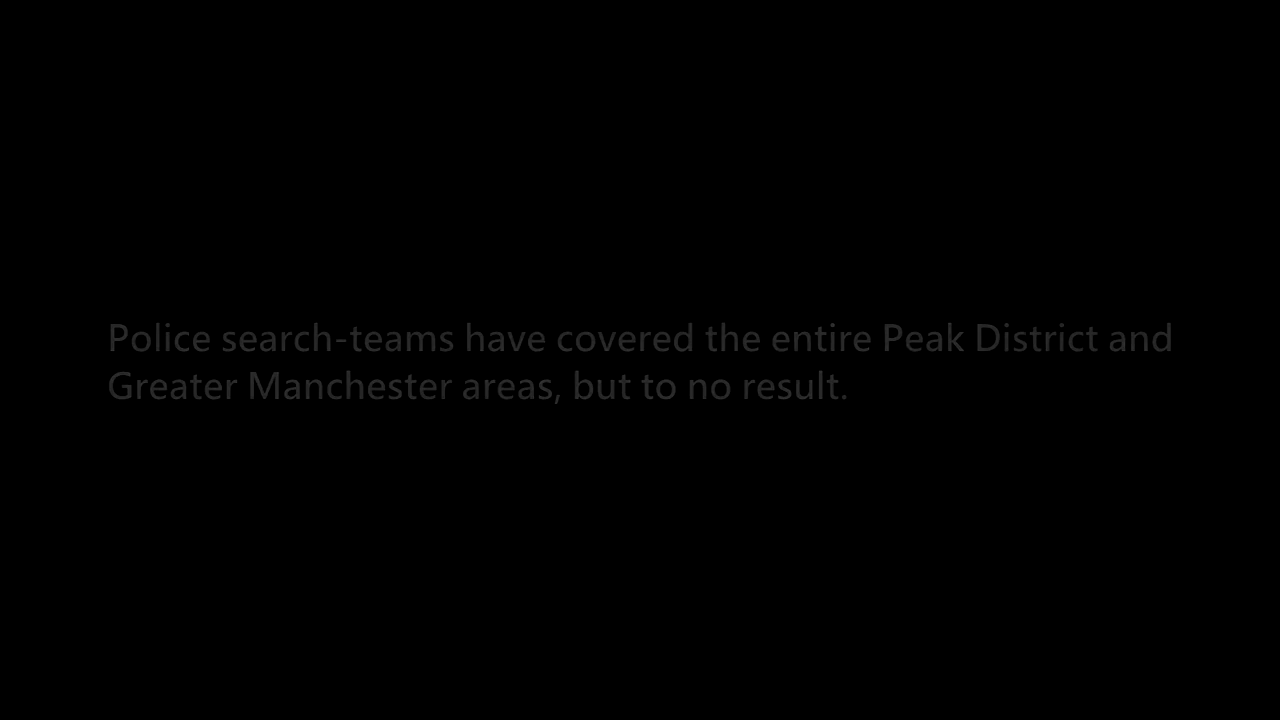 Police search-teams have covered the entire Peak District and
Greater Manchester areas, but to no result.